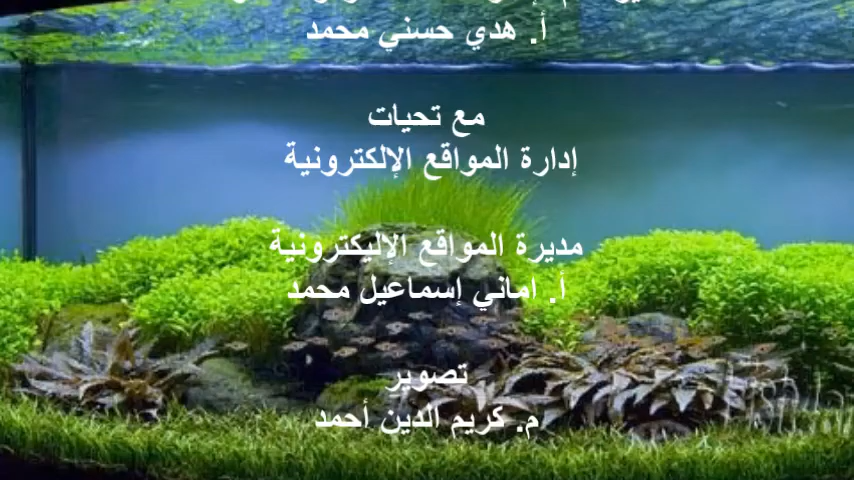 أ. هدي حسني محمد
مع تحيات
إدارة المواقع الإلكترونية
مديرة المواقع الاليكترونية
أ. اماني إسماعيل محمد
تصوير
م. كريم الدين أحمد